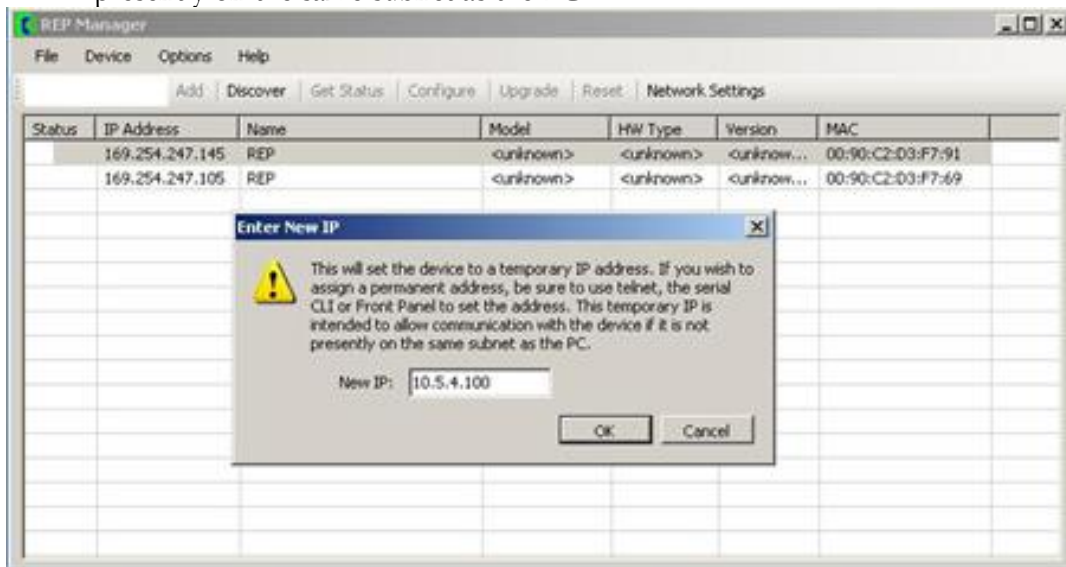 REP Manager
File Device Options Help
Add Discover Get Status Configure Upgrade Reset Network Settings
Status IP Address Name Model HW Type Version MAC
169.254.247.145 REP <unknown> <unknown> <unknow... 00:90:C2:D3:F7:91
169.254.247.105 REP <unknown> <unknown> <unknow... 00:90:C2:D3:F7:69
Enter New IP
This will set the device to a temporary IP address. If you wish to
assign a permanent address, be sure to use telnet, the serial
CLI or Front Panel to set the address. This temporary IP is
intended to allow communication with the device if it is not
presently on the same subnet as the PC.
New IP: 10.5.4.100
OK Cancel